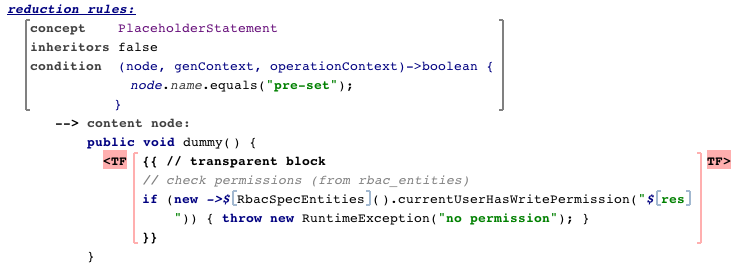 reduction rules:
concept PlaceholderStatement
inheritors false
condition (node, genContext, operationContext)->boolean {
node.name.equals("pre-set");
}
--> content node:
public void dummy() {
<TF {{ // transparent block TF>
// check permissions (from rbac_entities)
if (new ->$[RbacSpecEntities]().currentUserHasWritePermission("$[res]
")) { throw new RuntimeException("no permission"); }
}}
}